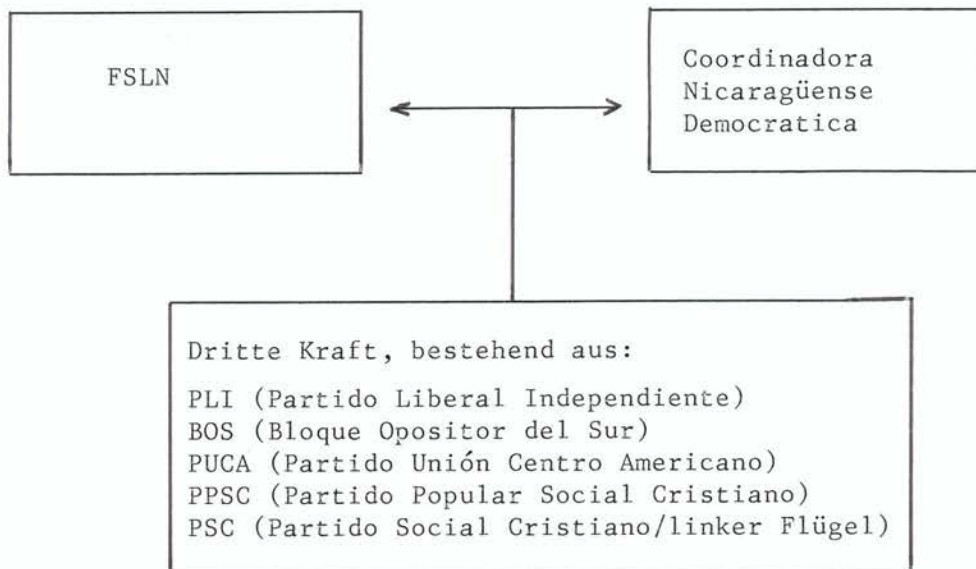 FSLN
Coordinadora
Nicaragüense
Democratica
Dritte Kraft, bestehend aus:
PLI (Partido Liberal Independiente)
BOS (Bloque Opositor del Sur)
PUCA (Partido Unión Centro Americano)
PPSC (Partido Popular Social Cristiano)
PSC (Partido Social Cristiano/linker Flügel)